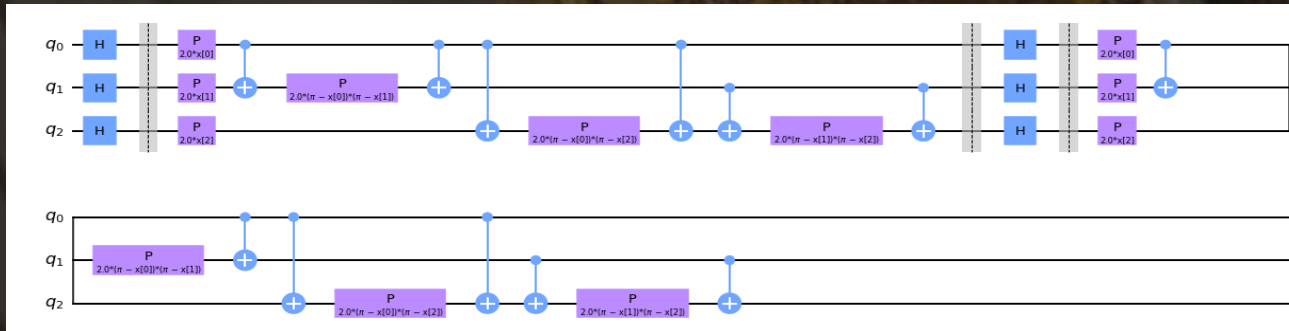 q0 H P 2.0*x[0] H P 2.0*x[0]
q1 H P 2.0*x[1] P 2.0*(π − x[0])*(π − x[1]) H P 2.0*x[1]
q2 H P 2.0*x[2] P 2.0*(π − x[0])*(π − x[2]) P 2.0*(π − x[1])*(π − x[2]) H P 2.0*x[2]
q0
q1 P 2.0*(π − x[0])*(π − x[1])
q2 P 2.0*(π − x[0])*(π − x[2]) P 2.0*(π − x[1])*(π − x[2])